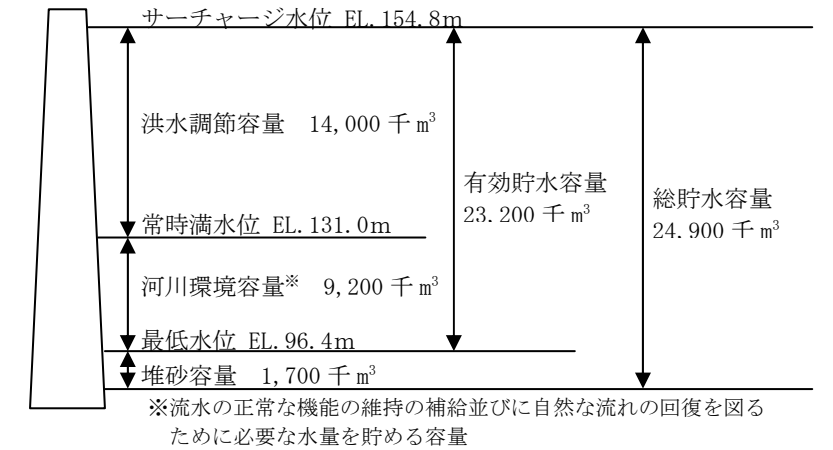 サーチャージ水位 EL.154.8m
洪水調節容量 14,000 千 m³
有効貯水容量
23.200 千 m³
総貯水容量
24.900 千 m³
常時満水位 EL.131.0m
河川環境容量※ 9,200 千 m³
最低水位 EL.96.4m
堆砂容量 1,700 千 m³
※流水の正常な機能の維持の補給並びに自然な流れの回復を図る
ために必要な水量を貯める容量